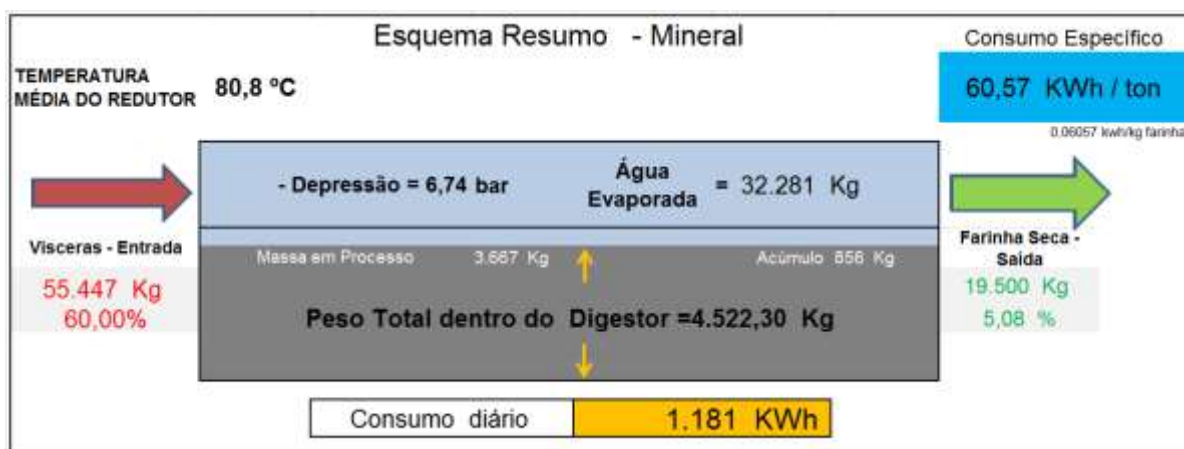 Esquema Resumo - Mineral
Consumo Específico
TEMPERATURA
MÉDIA DO REDUTOR
80,8 ºC
60,57 KWh / ton
0,06057 kwh/kg farinha
- Depressão = 6,74 bar
Água
Evaporada
= 32.281 Kg
Visceras - Entrada
55.447 Kg
60,00%
Massa em Processo 3.667 Kg
Acúmulo 856 Kg
Peso Total dentro do Digestor =4.522,30 Kg
Farinha Seca -
Saida
19.500 Kg
5,08 %
Consumo diário
1.181 KWh